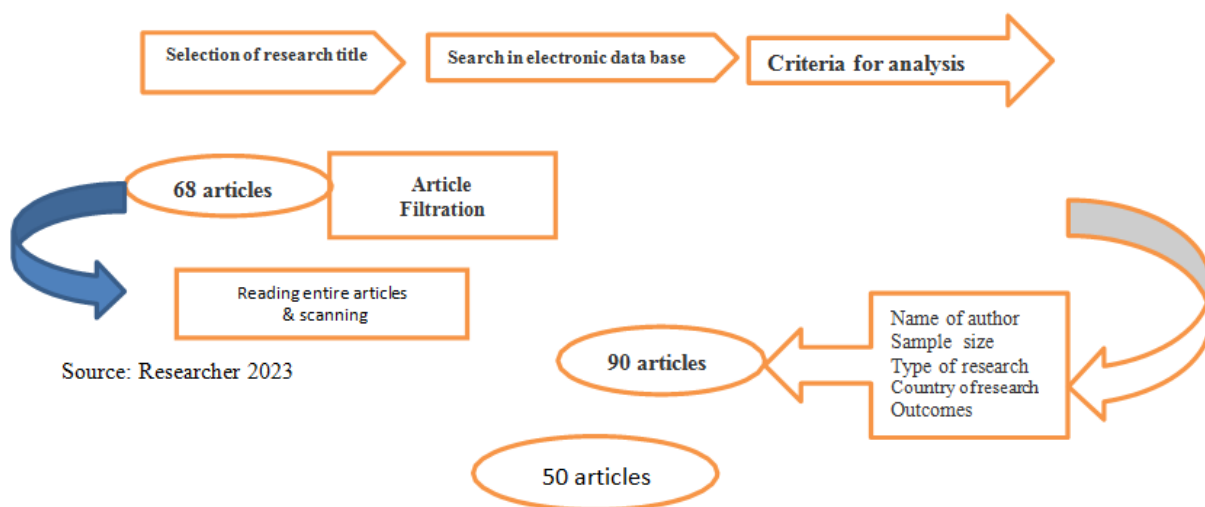 Selection of research title
Search in electronic data base
Criteria for analysis
68 articles
Article
Filtration
Reading entire articles
& scanning
Source: Researcher 2023
90 articles
Name of author
Sample size
Type of research
Country of research
Outcomes
50 articles